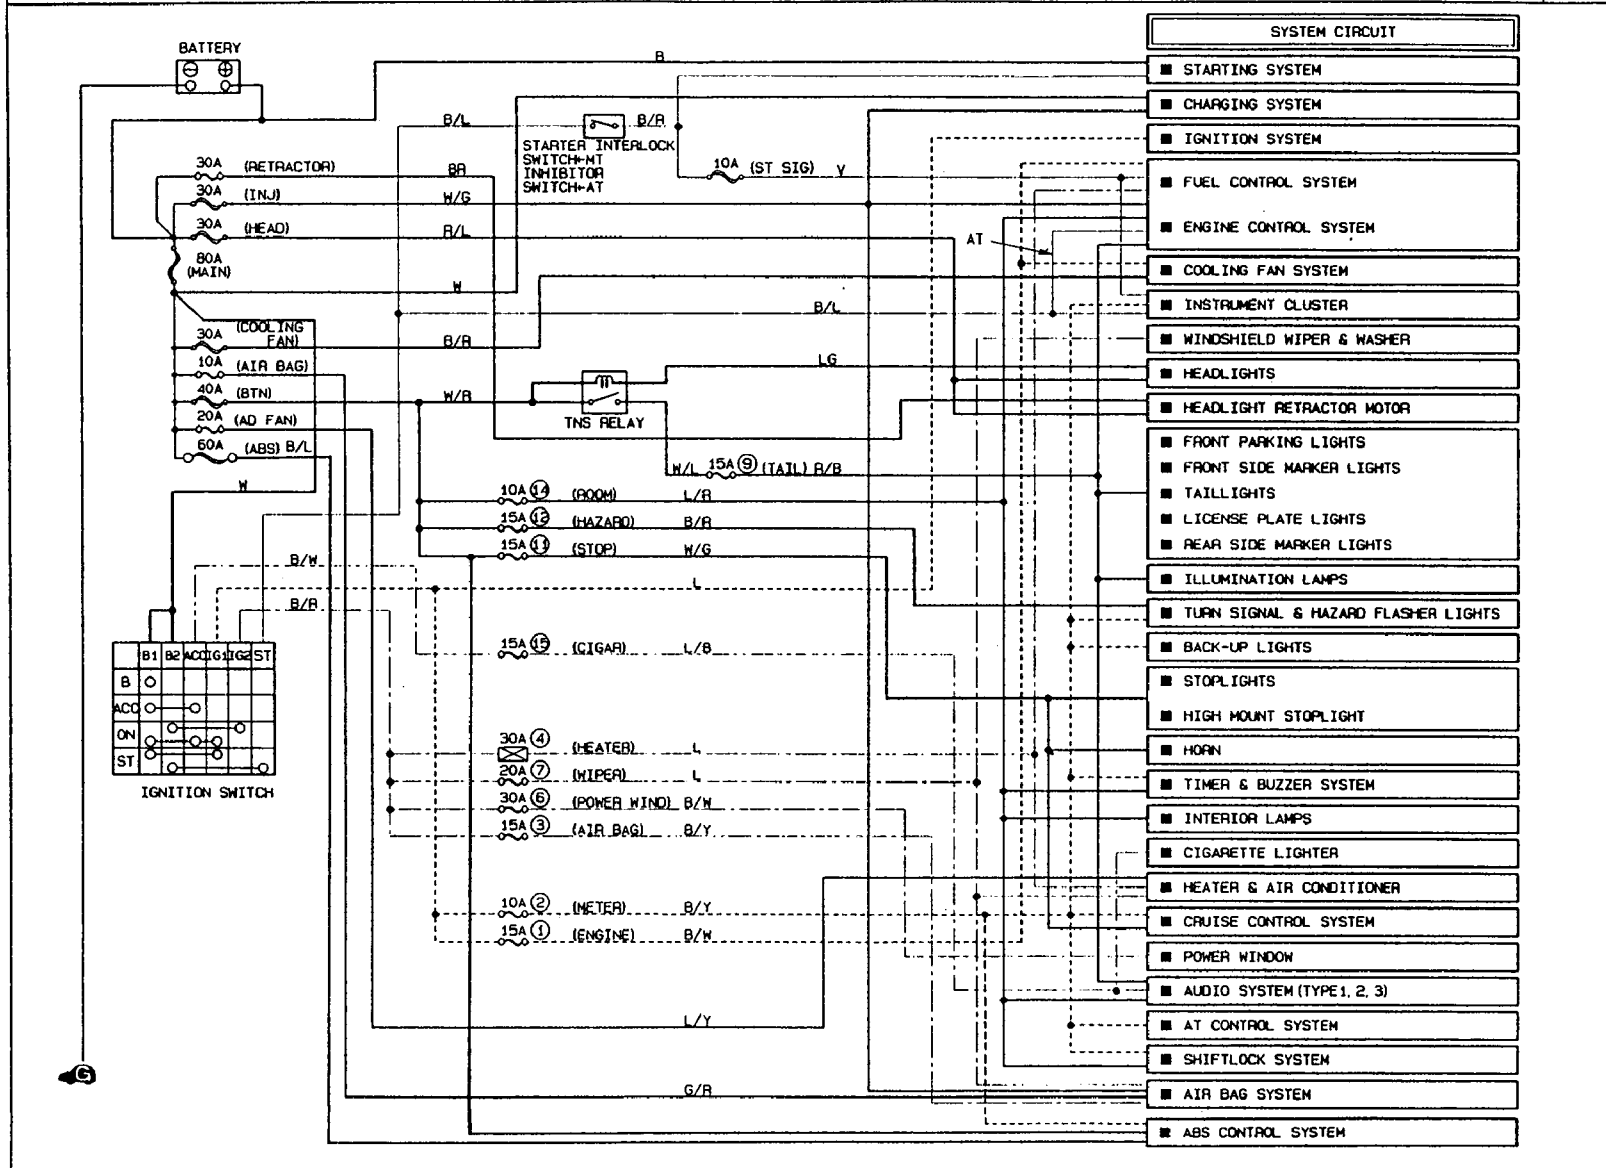 SYSTEM CIRCUIT
BATTERY
B
STARTING SYSTEM
CHARGING SYSTEM
B/L
B/R
IGNITION SYSTEM
STARTER INTERLOCK
SWITCH-MT
INHIBITOR
SWITCH-AT
30A (RETRACTOR)
BR
10A (ST SIG)
V
FUEL CONTROL SYSTEM
30A (INJ)
W/G
30A (HEAD)
R/L
AT
ENGINE CONTROL SYSTEM
80A
(MAIN)
COOLING FAN SYSTEM
W
B/L
INSTRUMENT CLUSTER
30A (COOLING
FAN)
B/R
WINDSHIELD WIPER & WASHER
10A (AIR BAG)
LG
HEADLIGHTS
40A (BTN)
W/R
TNS RELAY
HEADLIGHT RETRACTOR MOTOR
20A (AD FAN)
60A (ABS) B/L
FRONT PARKING LIGHTS
W/L 15A 9 (TAIL) R/B
FRONT SIDE MARKER LIGHTS
W
10A 14 (ROOM) L/R
TAILLIGHTS
15A 12 (HAZARD) B/R
LICENSE PLATE LIGHTS
15A 11 (STOP) W/G
REAR SIDE MARKER LIGHTS
B/W
L
ILLUMINATION LAMPS
B/R
TURN SIGNAL & HAZARD FLASHER LIGHTS
15A 15 (CIGAR) L/B
BACK-UP LIGHTS
B1 B2 ACC IG1 IG2 ST
B
ACC
ON
ST
IGNITION SWITCH
STOPLIGHTS
HIGH MOUNT STOPLIGHT
30A 4 (HEATER) L
HORN
20A 7 (WIPER) L
TIMER & BUZZER SYSTEM
30A 6 (POWER WIND) B/W
INTERIOR LAMPS
15A 3 (AIR BAG) B/Y
CIGARETTE LIGHTER
HEATER & AIR CONDITIONER
10A 2 (METER) B/Y
CRUISE CONTROL SYSTEM
15A 1 (ENGINE) B/W
POWER WINDOW
AUDIO SYSTEM (TYPE1, 2, 3)
L/Y
AT CONTROL SYSTEM
SHIFTLOCK SYSTEM
G
G/R
AIR BAG SYSTEM
ABS CONTROL SYSTEM